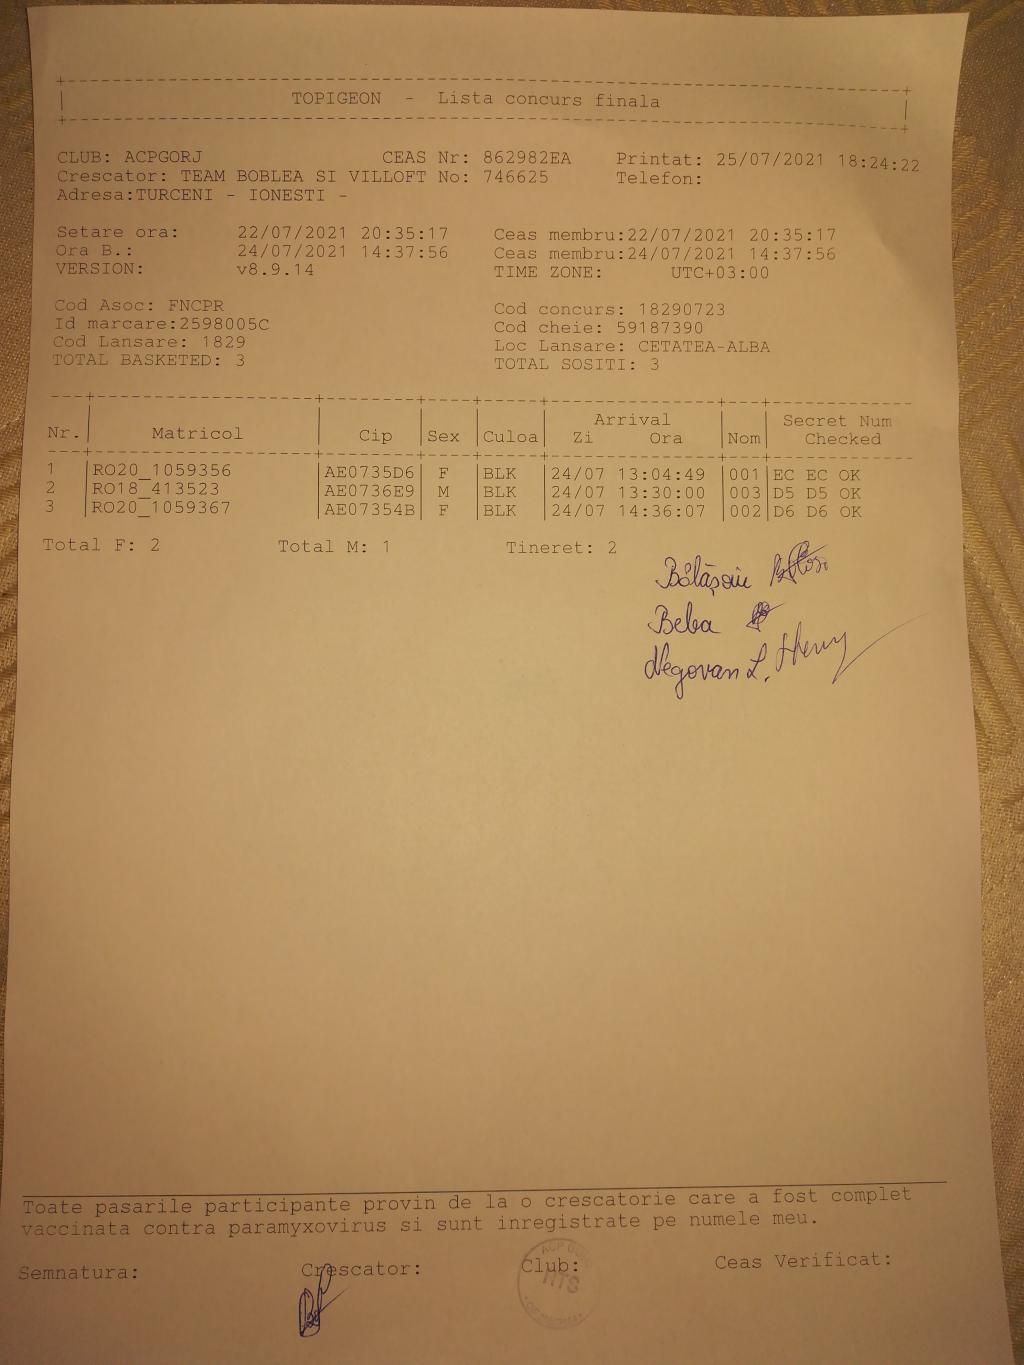 TOPIGEON - Lista concurs finala
CLUB: ACPGORJ CEAS Nr: 862982EA Printat: 25/07/2021 18:24:22
Crescator: TEAM BOBLEA SI VILLOFT No: 746625 Telefon:
Adresa:TURCENI - IONESTI -
Setare ora: 22/07/2021 20:35:17 Ceas membru:22/07/2021 20:35:17
Ora B.: 24/07/2021 14:37:56 Ceas membru:24/07/2021 14:37:56
VERSION: v8.9.14 TIME ZONE: UTC+03:00
Cod Asoc: FNCPR Cod concurs: 18290723
Id marcare:2598005C Cod cheie: 59187390
Cod Lansare: 1829 Loc Lansare: CETATEA-ALBA
TOTAL BASKETED: 3 TOTAL SOSITI: 3
Arrival Secret Num
Nr. Matricol Cip Sex Culoa Zi Ora Nom Checked
1 RO20_1059356 AE0735D6 F BLK 24/07 13:04:49 001 EC EC OK
2 RO18_413523 AE0736E9 M BLK 24/07 13:30:00 003 D5 D5 OK
3 RO20_1059367 AE07354B F BLK 24/07 14:36:07 002 D6 D6 OK
Total F: 2 Total M: 1 Tineret: 2
Beba
Negovan L.
Toate pasarile participante provin de la o crescatorie care a fost complet
vaccinata contra paramyxovirus si sunt inregistrate pe numele meu.
Semnatura: Crescator: Club: Ceas Verificat: